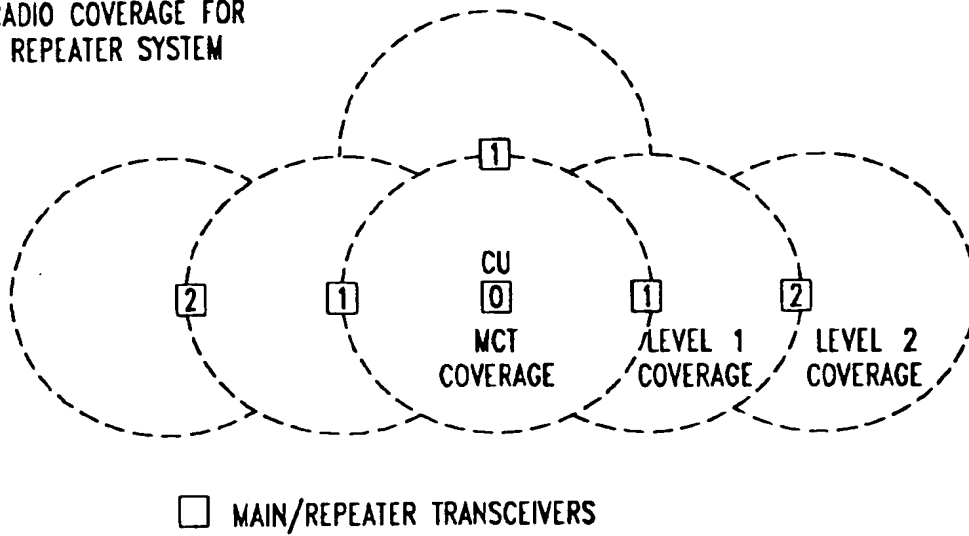 RADIO COVERAGE FOR
REPEATER SYSTEM
1
CU
2 1 0 1 2
MCT LEVEL 1 LEVEL 2
COVERAGE COVERAGE COVERAGE
MAIN/REPEATER TRANSCEIVERS